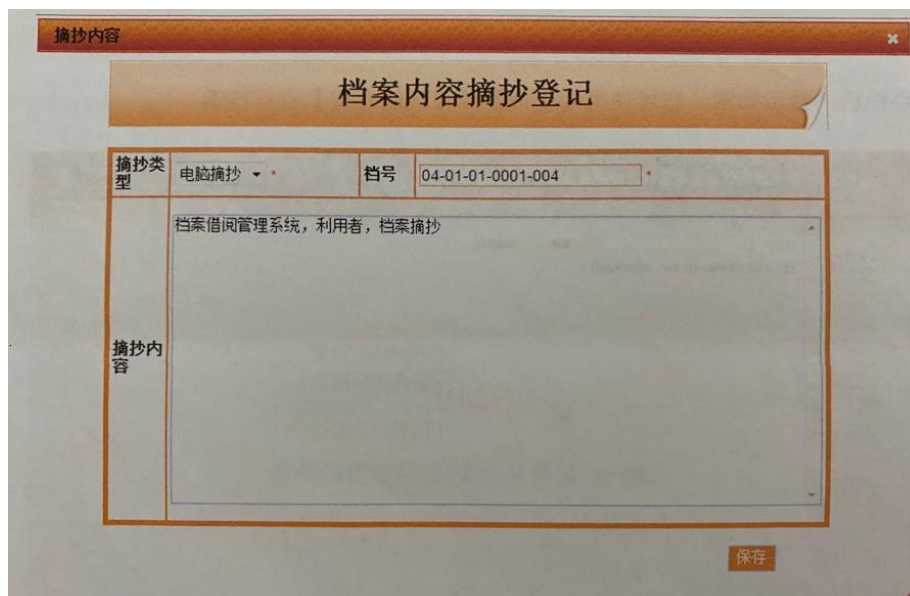 摘抄内容
档案内容摘抄登记
摘抄类型 电脑摘抄 * 档号 04-01-01-0001-004 *
档案借阅管理系统，利用者，档案摘抄
摘抄内容
保存